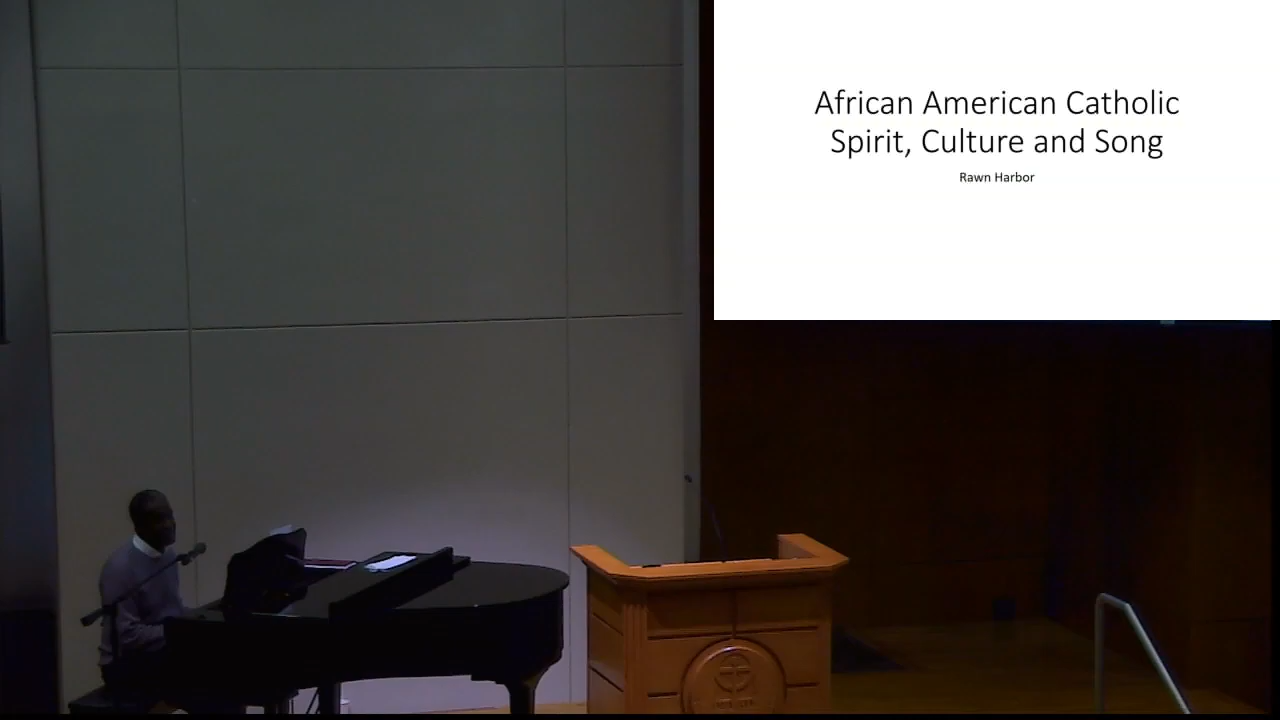 African American Catholic
Spirit, Culture and Song
Rawn Harbor